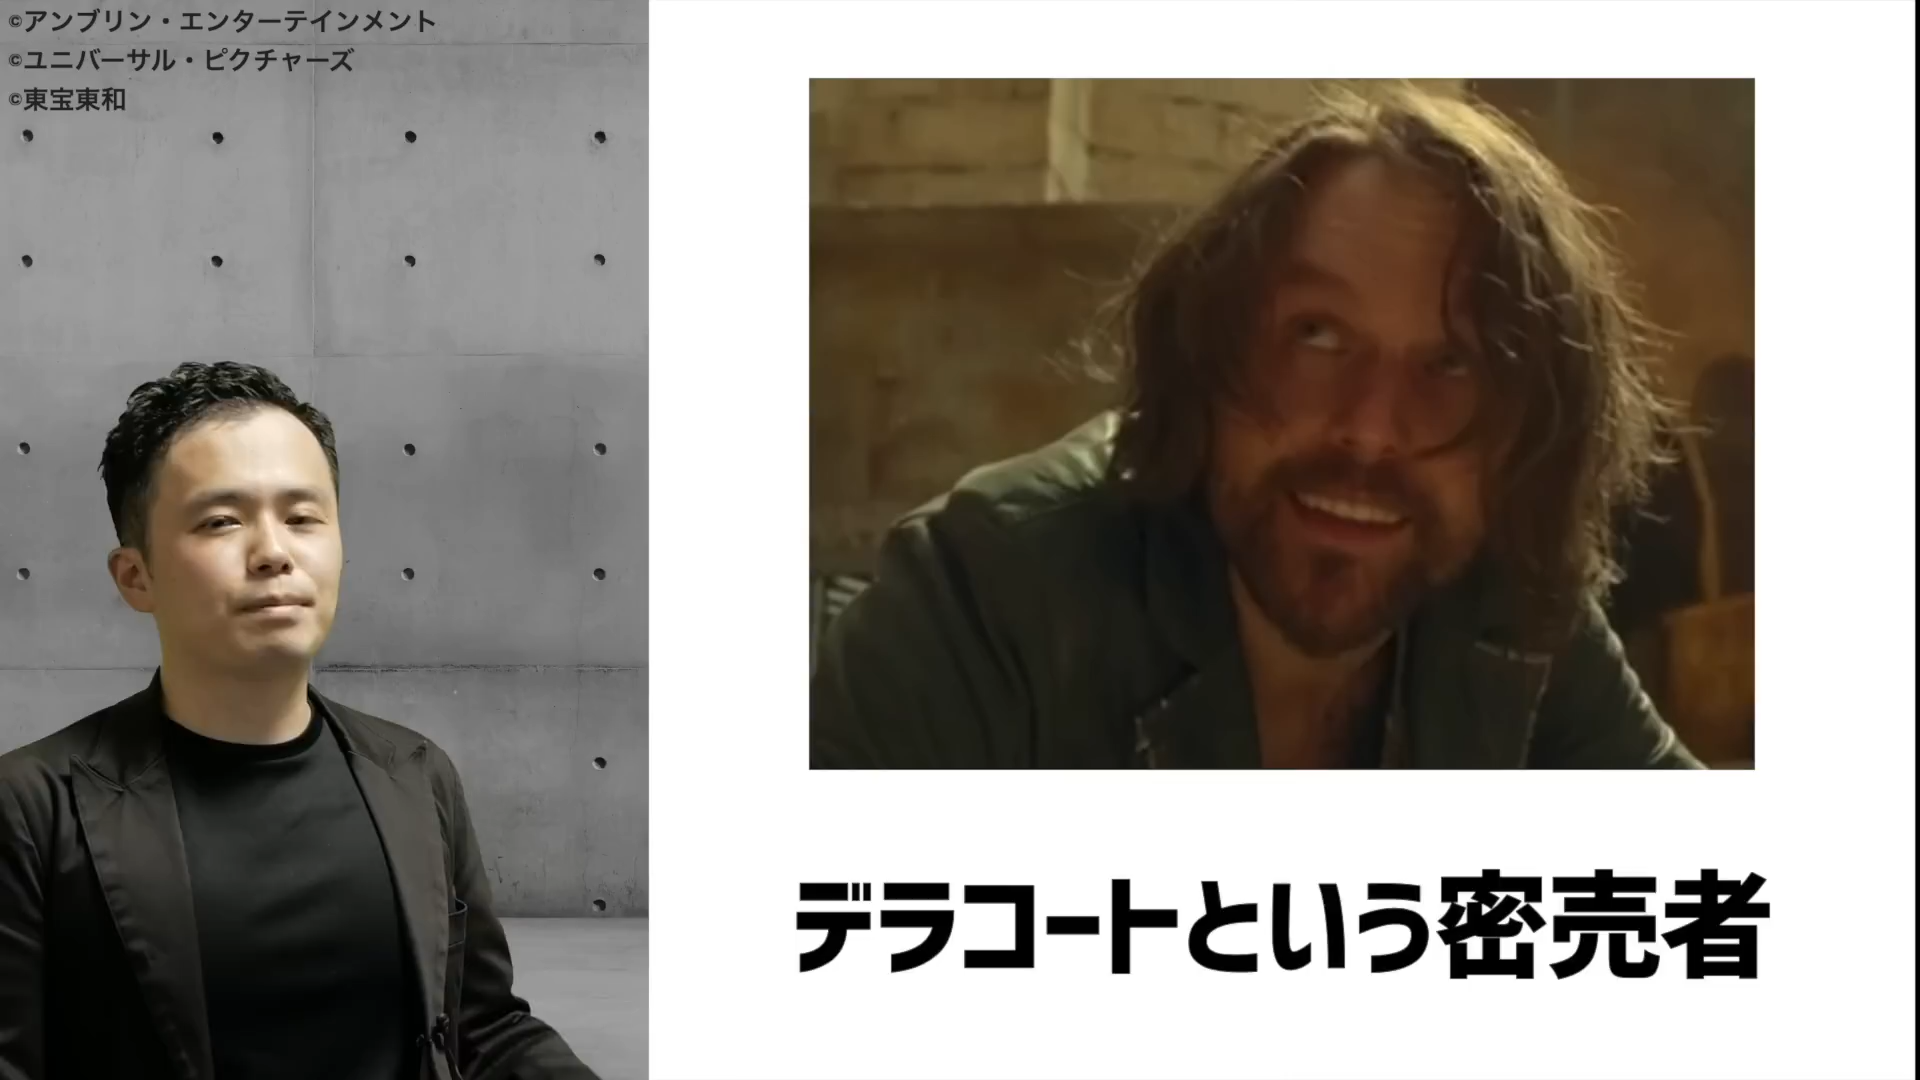 ©アンブリン・エンターテインメント
©ユニバーサル・ピクチャーズ
©東宝東和
デラコートという密売者